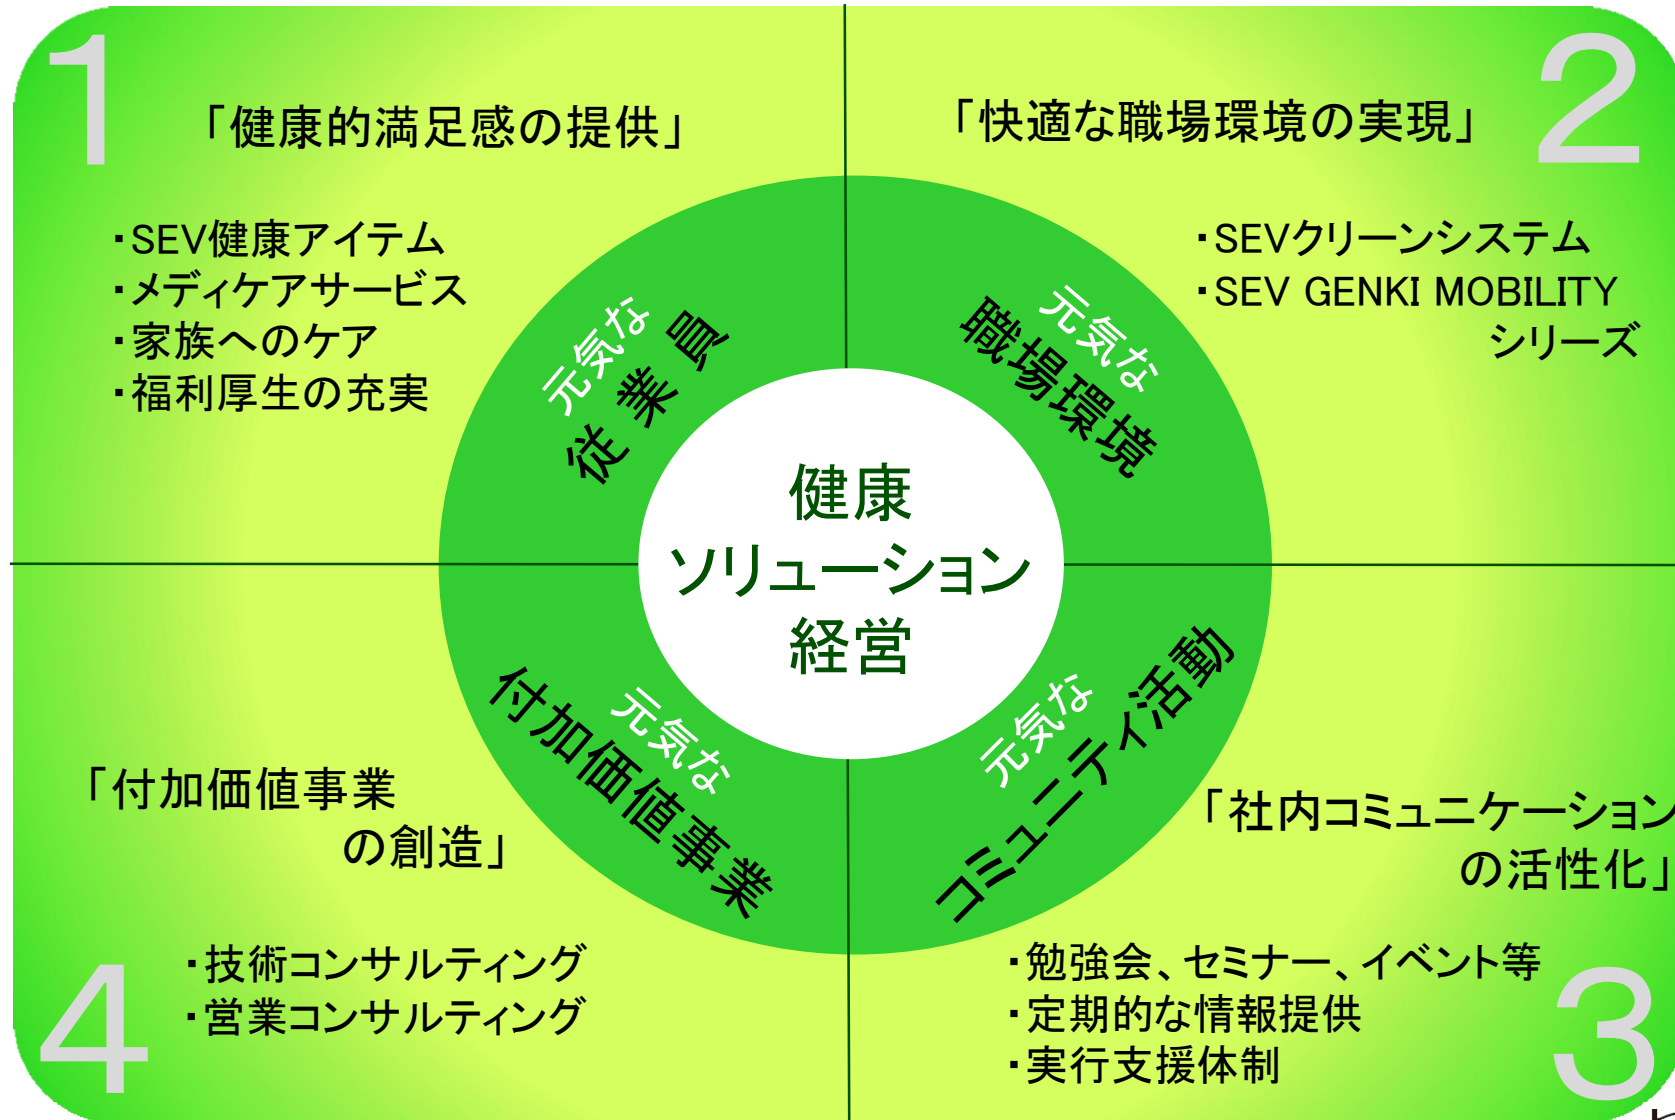 1
「健康的満足感の提供」
・SEV健康アイテム
・メディケアサービス
・家族へのケア
・福利厚生の充実
元気な
従業員
2
「快適な職場環境の実現」
・SEVクリーンシステム
・SEV GENKI MOBILITY
シリーズ
元気な
職場環境
健康
ソリューション
経営
元気な
コミュニティ活動
「社内コミュニケーション
の活性化」
・勉強会、セミナー、イベント等
・定期的な情報提供
・実行支援体制
3
元気な
付加価値事業
「付加価値事業
の創造」
・技術コンサルティング
・営業コンサルティング
4